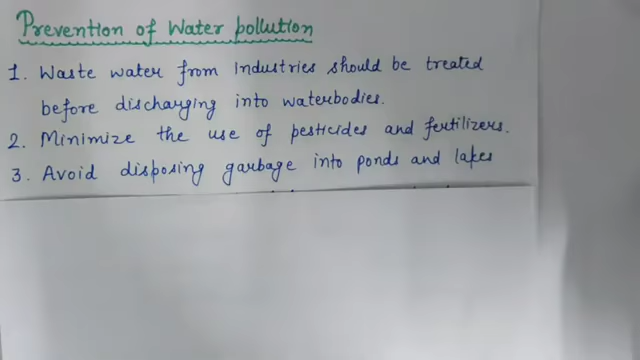 Prevention of Water pollution
1. Waste water from industries should be treated
before discharging into waterbodies.
2. Minimize the use of pesticides and fertilizers.
3. Avoid disposing garbage into ponds and lakes